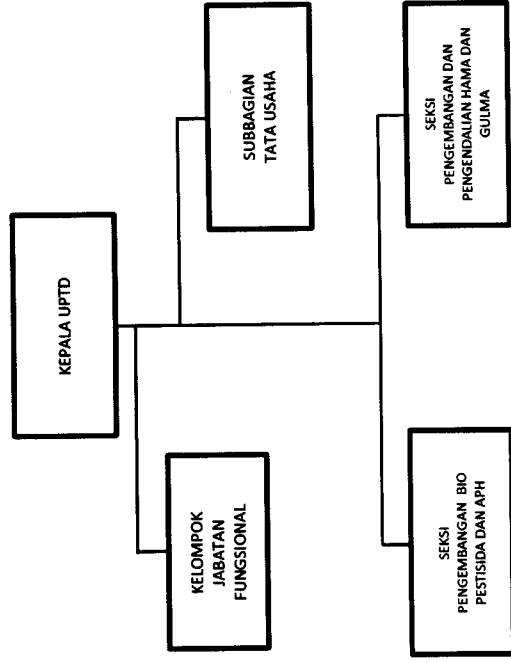 KEPALA UPTD
KELOMPOK
JABATAN
FUNGSIONAL
SUBBAGIAN
TATA USAHA
SEKSI
PENGEMBANGAN BIO
PESTISIDA DAN APH
SEKSI
PENGEMBANGAN DAN
PENGENDALIAN HAMA DAN
GULMA